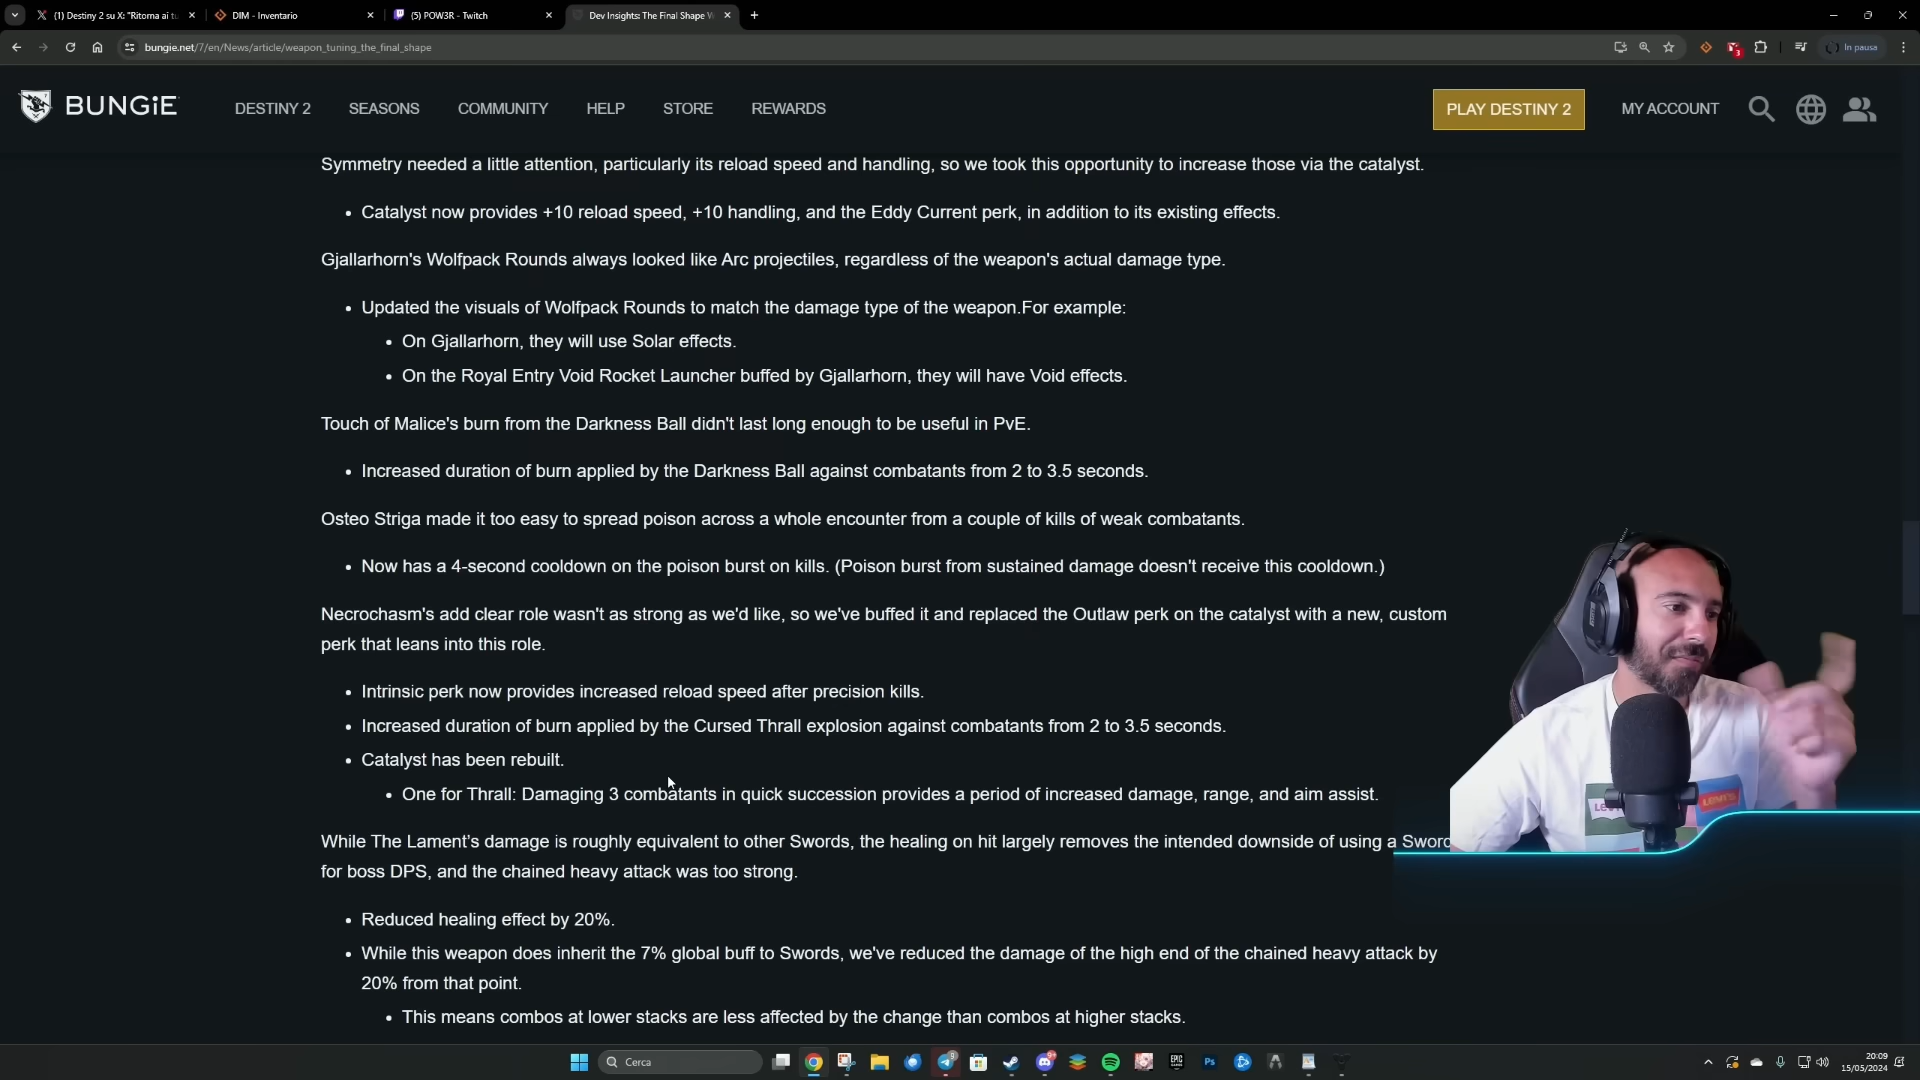 (1) Destiny 2 su X: "Ritorna ai tu
DIM - Inventario
(5) POW3R - Twitch
Dev Insights: The Final Shape W
bungie.net/7/en/News/article/weapon_tuning_the_final_shape
3
In pausa
BUNGiE
DESTINY 2
SEASONS
COMMUNITY
HELP
STORE
REWARDS
PLAY DESTINY 2
MY ACCOUNT
Symmetry needed a little attention, particularly its reload speed and handling, so we took this opportunity to increase those via the catalyst.
• Catalyst now provides +10 reload speed, +10 handling, and the Eddy Current perk, in addition to its existing effects.
Gjallarhorn's Wolfpack Rounds always looked like Arc projectiles, regardless of the weapon's actual damage type.
• Updated the visuals of Wolfpack Rounds to match the damage type of the weapon.For example:
• On Gjallarhorn, they will use Solar effects.
• On the Royal Entry Void Rocket Launcher buffed by Gjallarhorn, they will have Void effects.
Touch of Malice's burn from the Darkness Ball didn't last long enough to be useful in PvE.
• Increased duration of burn applied by the Darkness Ball against combatants from 2 to 3.5 seconds.
Osteo Striga made it too easy to spread poison across a whole encounter from a couple of kills of weak combatants.
• Now has a 4-second cooldown on the poison burst on kills. (Poison burst from sustained damage doesn't receive this cooldown.)
Necrochasm's add clear role wasn't as strong as we'd like, so we've buffed it and replaced the Outlaw perk on the catalyst with a new, custom
perk that leans into this role.
• Intrinsic perk now provides increased reload speed after precision kills.
• Increased duration of burn applied by the Cursed Thrall explosion against combatants from 2 to 3.5 seconds.
• Catalyst has been rebuilt.
• One for Thrall: Damaging 3 combatants in quick succession provides a period of increased damage, range, and aim assist.
While The Lament's damage is roughly equivalent to other Swords, the healing on hit largely removes the intended downside of using a Sword
for boss DPS, and the chained heavy attack was too strong.
• Reduced healing effect by 20%.
• While this weapon does inherit the 7% global buff to Swords, we've reduced the damage of the high end of the chained heavy attack by
20% from that point.
• This means combos at lower stacks are less affected by the change than combos at higher stacks.
LEVI'S
Cerca
Ps
20:09
15/05/2024